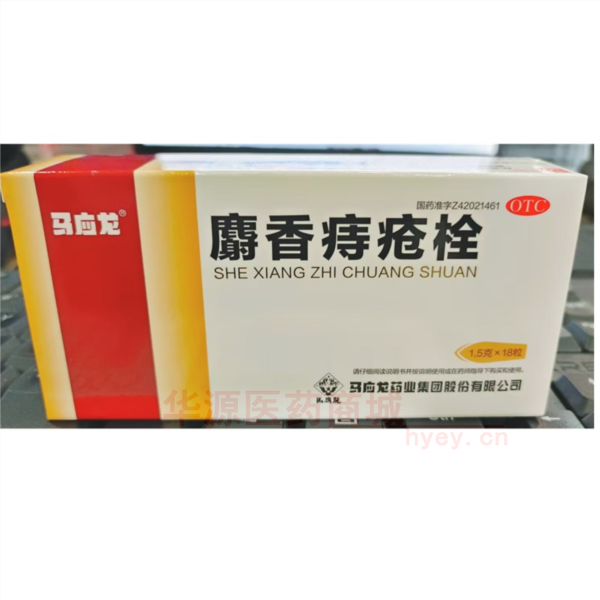 国药准字Z42021461 OTC
马应龙®
麝香痔疮栓
SHE XIANG ZHI CHUANG SHUAN
1.5克×18粒
请仔细阅读说明书并按说明使用或在药师指导下购买和使用。
马应龙
马应龙药业集团股份有限公司
华源医药商城
hyey.cn